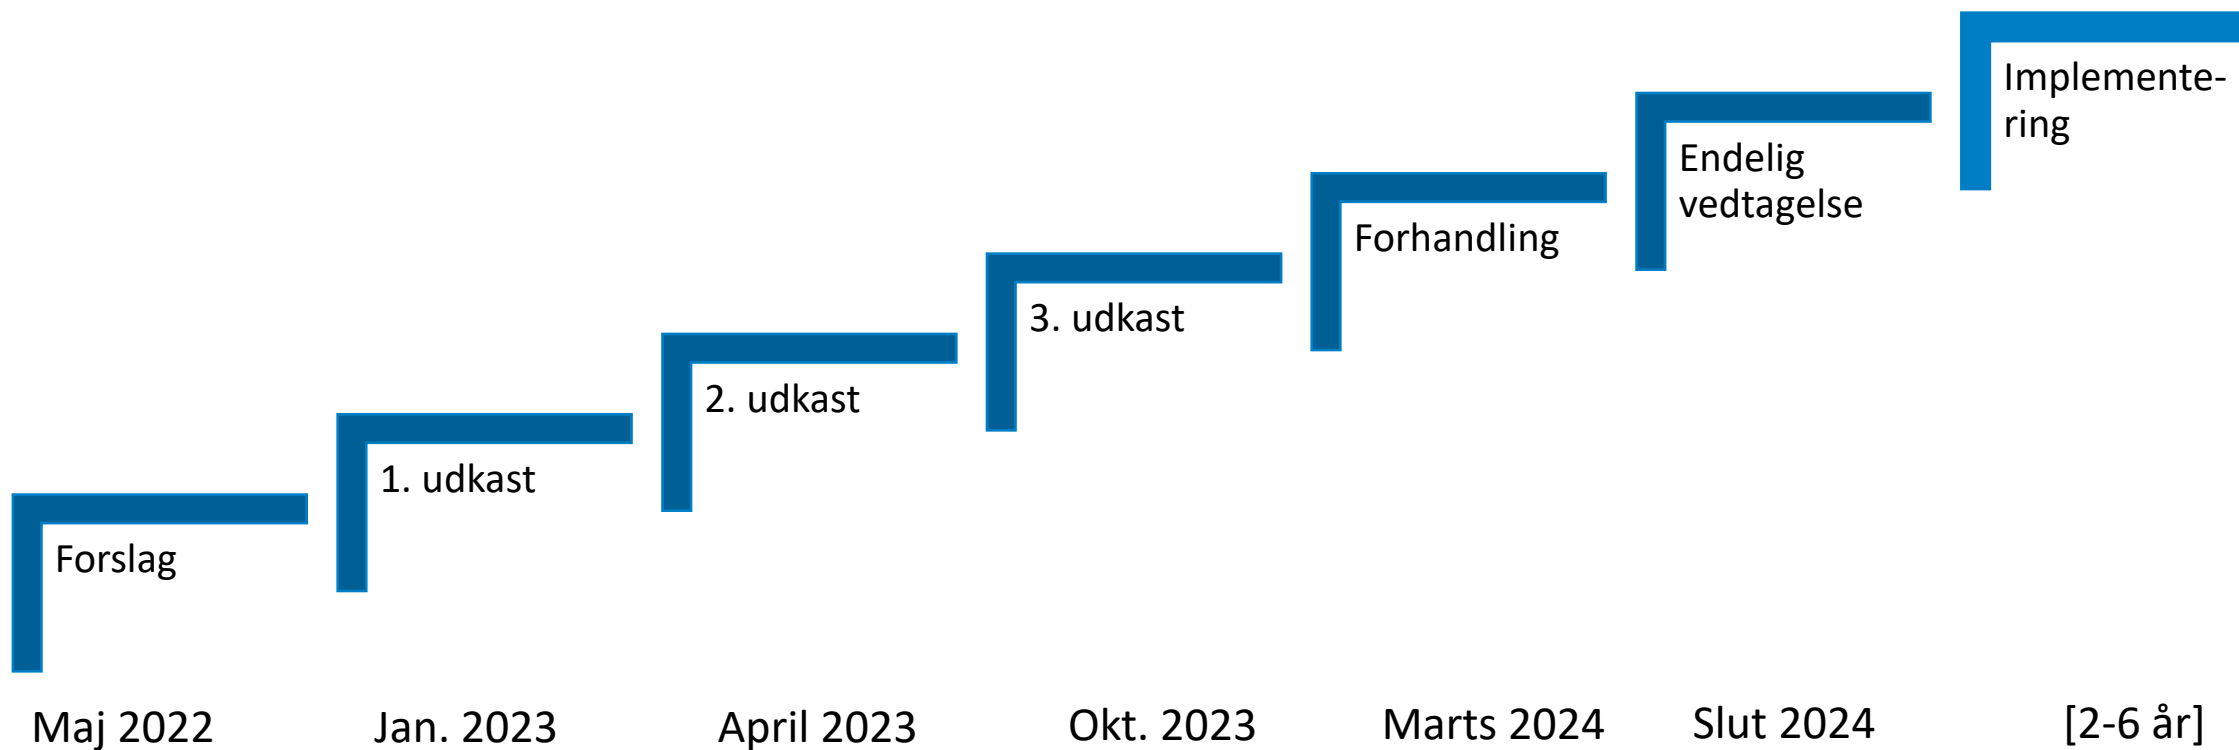 Implemente-
ring
Endelig
vedtagelse
Forhandling
3. udkast
2. udkast
1. udkast
Forslag
Maj 2022
Jan. 2023
April 2023
Okt. 2023
Marts 2024
Slut 2024
[2-6 år]